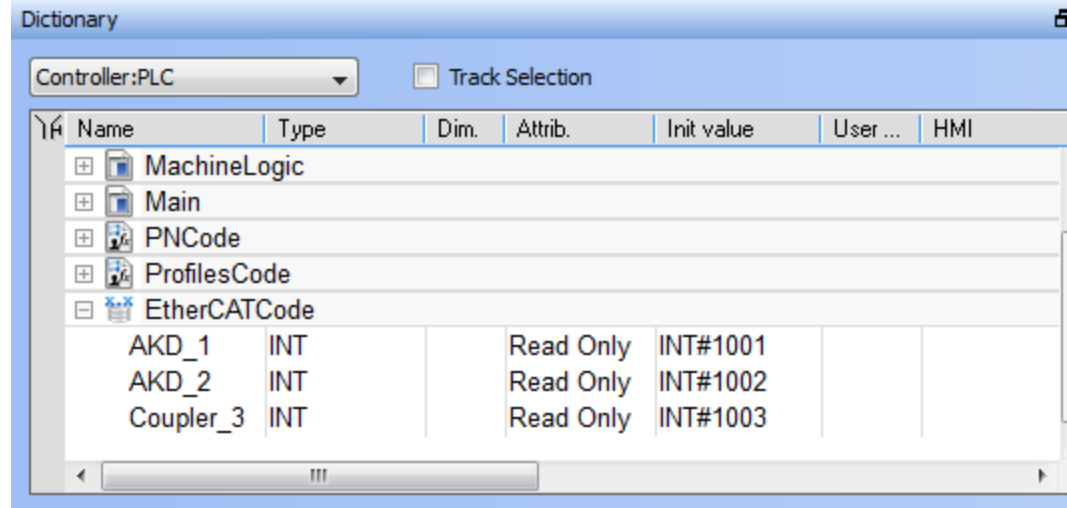 Dictionary
Controller:PLC Track Selection
Name Type Dim. Attrib. Init value User ... HMI
MachineLogic
Main
PNCode
ProfilesCode
EtherCATCode
AKD_1 INT Read Only INT#1001
AKD_2 INT Read Only INT#1002
Coupler_3 INT Read Only INT#1003